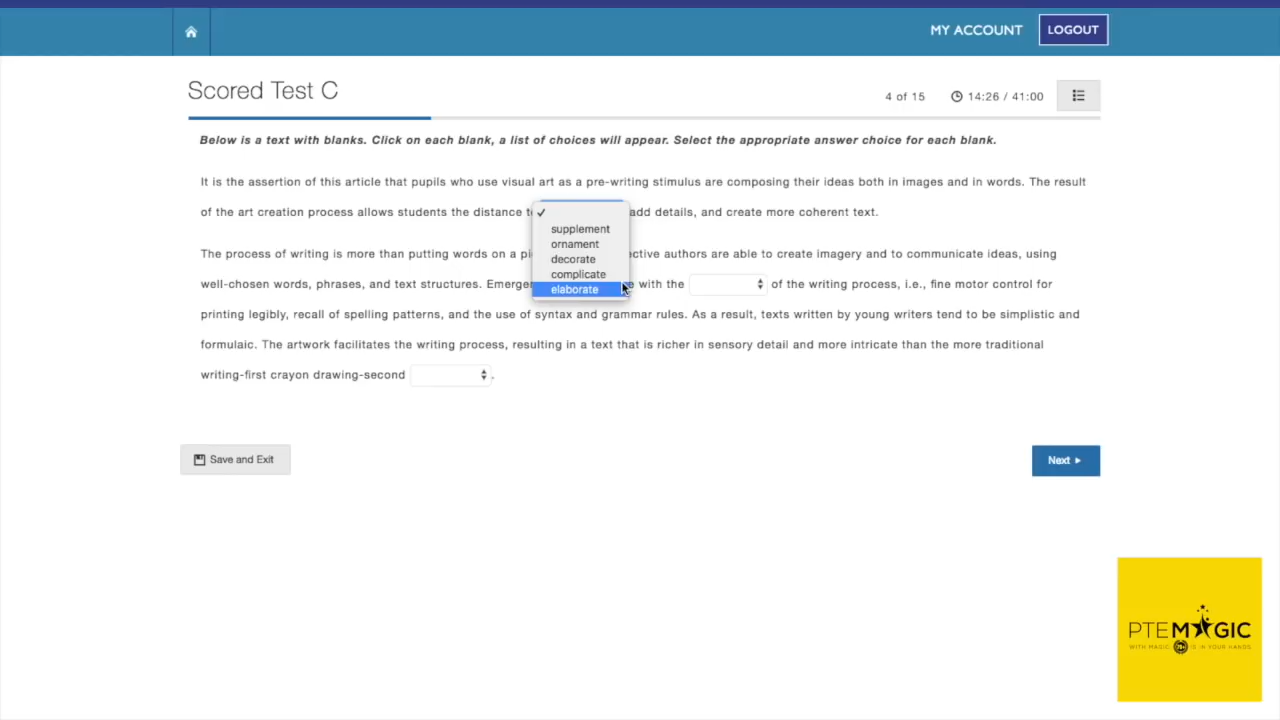 MY ACCOUNT LOGOUT
Scored Test C
4 of 15 14:26 / 41:00
Below is a text with blanks. Click on each blank, a list of choices will appear. Select the appropriate answer choice for each blank.
It is the assertion of this article that pupils who use visual art as a pre-writing stimulus are composing their ideas both in images and in words. The result
of the art creation process allows students the distance add details, and create more coherent text.
supplement
ornament
decorate
complicate
elaborate
The process of writing is more than putting words on a authors are able to create imagery and to communicate ideas, using
well-chosen words, phrases, and text structures. with the of the writing process, i.e., fine motor control for
printing legibly, recall of spelling patterns, and the use of syntax and grammar rules. As a result, texts written by young writers tend to be simplistic and
formulaic. The artwork facilitates the writing process, resulting in a text that is richer in sensory detail and more intricate than the more traditional
writing-first crayon drawing-second .
Save and Exit
Next
PTEMAGIC
WITH MAGIC IS IN YOUR HANDS